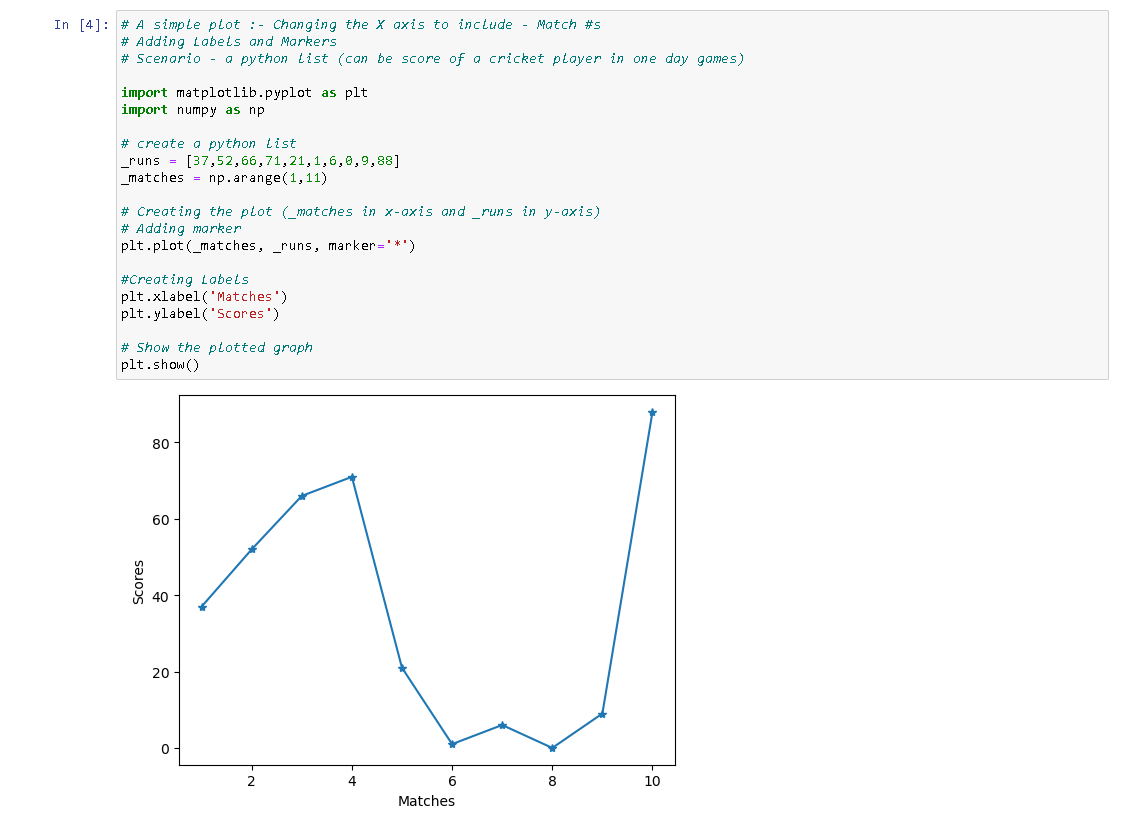 In [4]: # A simple plot :- Changing the X axis to include - Match #s
# Adding Labels and Markers
# Scenario - a python list (can be score of a cricket player in one day games)
import matplotlib.pyplot as plt
import numpy as np
# create a python list
_runs = [37,52,66,71,21,1,6,0,9,88]
_matches = np.arange(1,11)
# Creating the plot (_matches in x-axis and _runs in y-axis)
# Adding marker
plt.plot(_matches, _runs, marker='*')
#Creating Labels
plt.xlabel('Matches')
plt.ylabel('Scores')
# Show the plotted graph
plt.show()
80
60
40
20
0
Scores
2 4 6 8 10
Matches